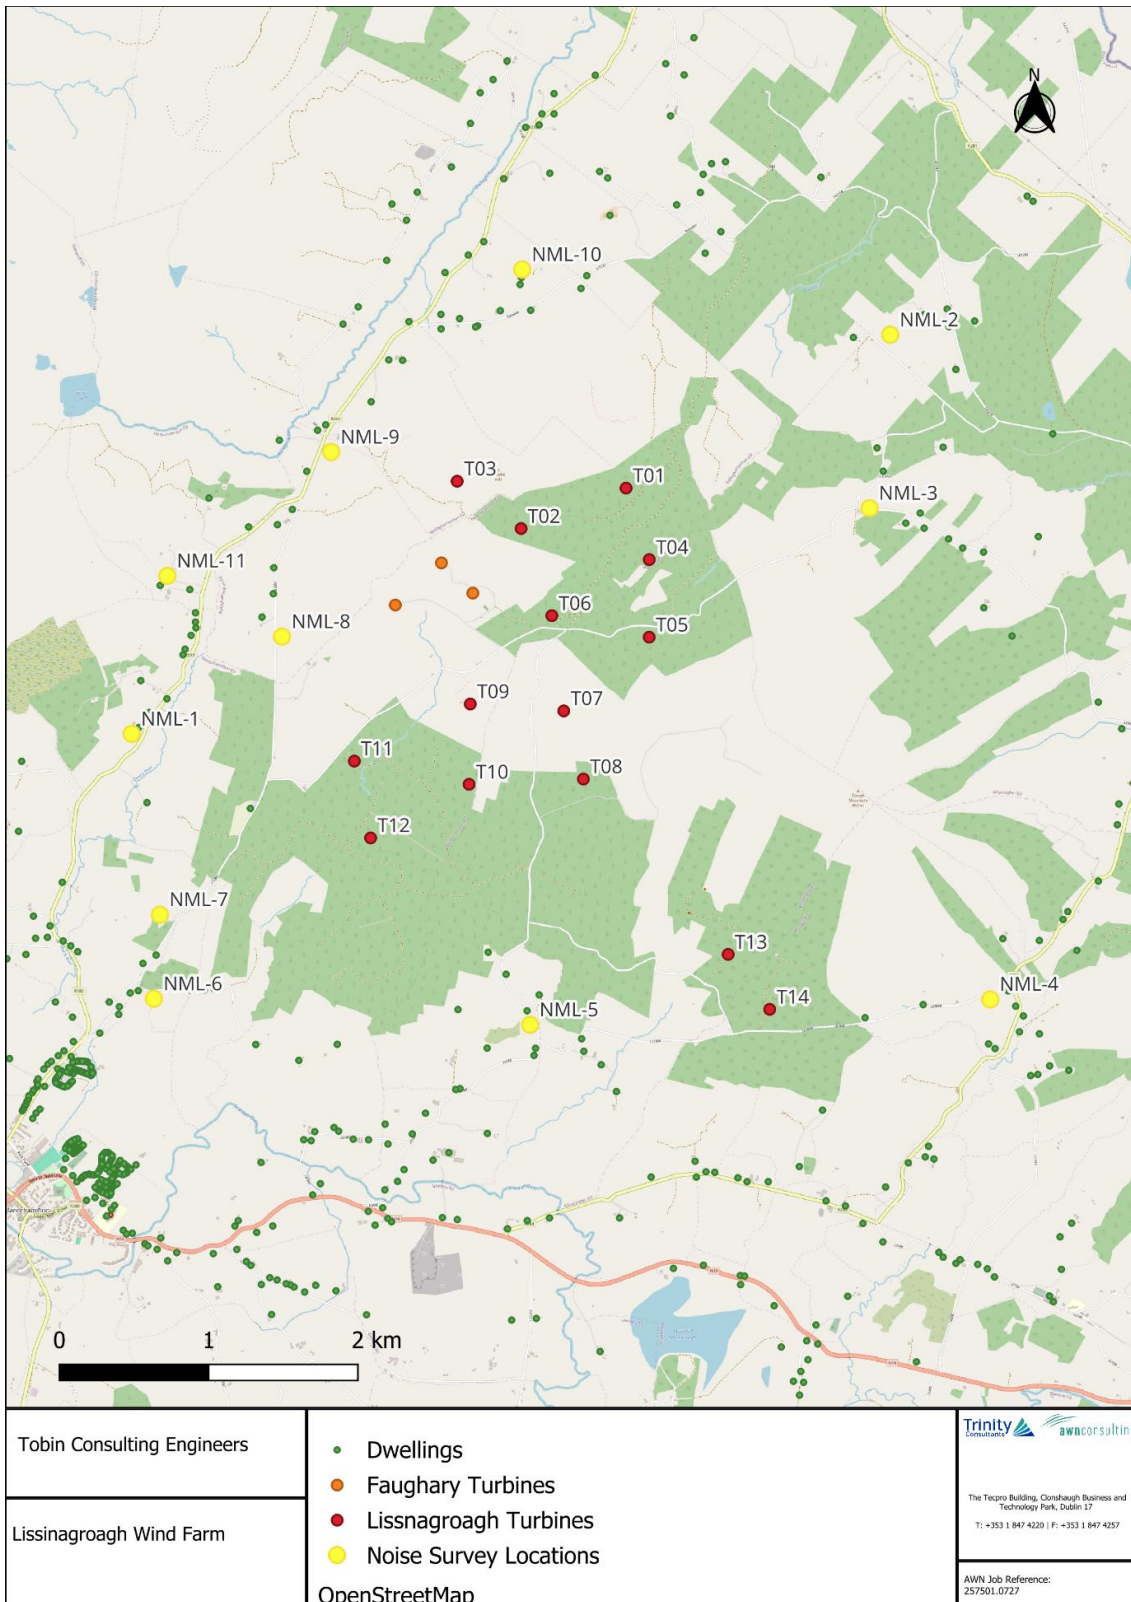 N
NML-10
NML-2
NML-9
T03
T01
NML-3
T02
T04
NML-11
T06
NML-8
T05
T09
T07
NML-1
T11
T10
T08
T12
NML-7
T13
NML-6
T14
NML-4
NML-5
0 1 2 km
Tobin Consulting Engineers
Lissinagroagh Wind Farm
Dwellings
Faughary Turbines
Lissnagroagh Turbines
Noise Survey Locations
OpenStreetMap
Trinity
Consultants
awnconsultin
The Tecpro Building, Clonshaugh Business and
Technology Park, Dublin 17
T: +353 1 847 4220 | F: +353 1 847 4257
AWN Job Reference:
257501.0727